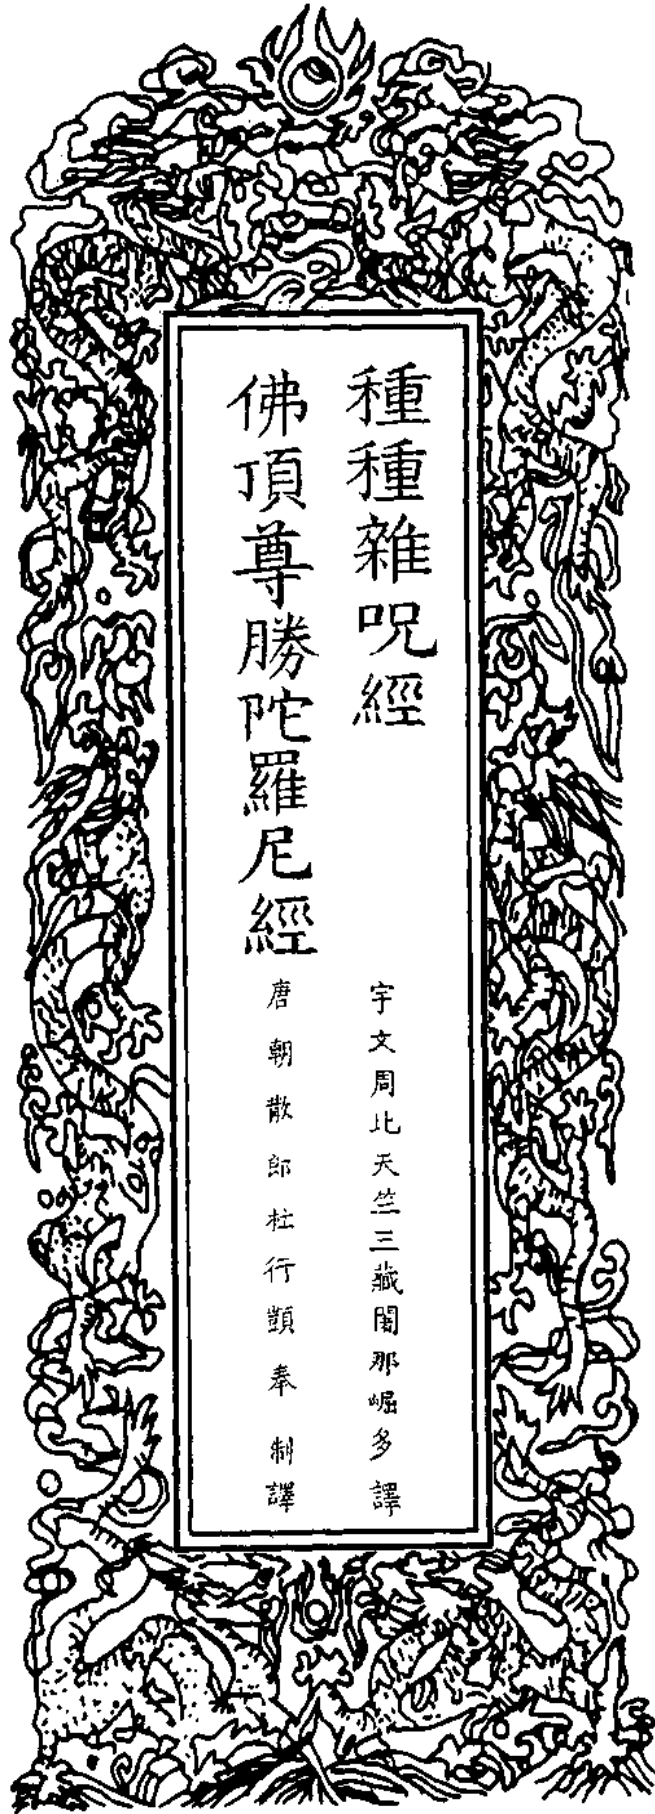 種種雜呪經
宇文周北天竺三藏闍那崛多譯
佛頂尊勝陀羅尼經
唐朝散郎杜行顗奉制譯